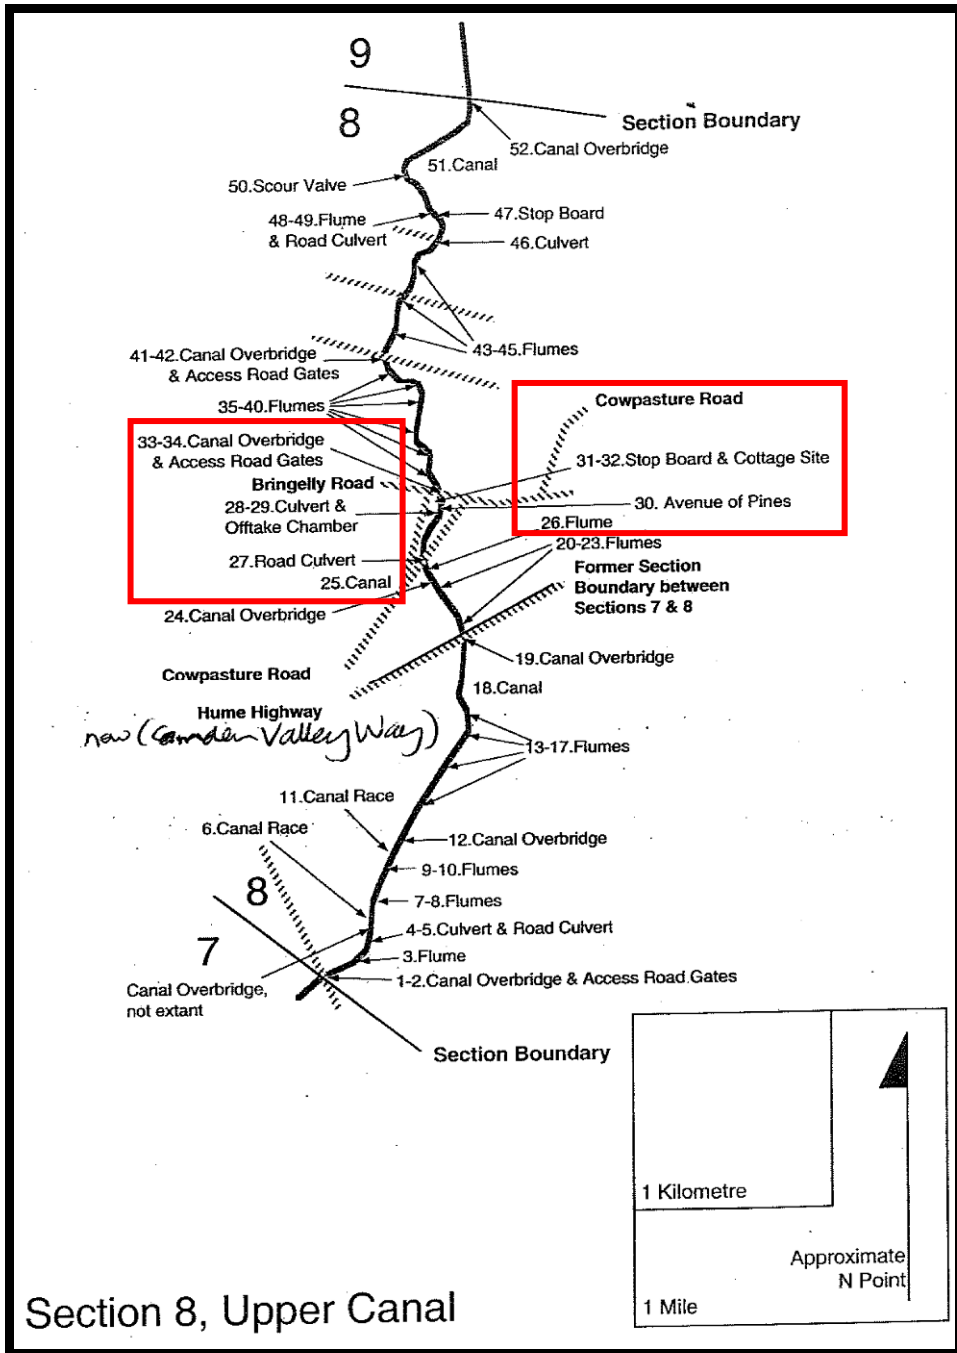 9
8
Section Boundary
52.Canal Overbridge
51.Canal
50.Scour Valve
48-49.Flume
& Road Culvert
47.Stop Board
46.Culvert
43-45.Flumes
41-42.Canal Overbridge
& Access Road Gates
35-40.Flumes
Cowpasture Road
33-34.Canal Overbridge
& Access Road Gates
31-32.Stop Board & Cottage Site
Bringelly Road
28-29.Culvert &
Offtake Chamber
30. Avenue of Pines
26.Flume
20-23.Flumes
27.Road Culvert
25.Canal
Former Section
Boundary between
Sections 7 & 8
24.Canal Overbridge
19.Canal Overbridge
Cowpasture Road
18.Canal
Hume Highway
now (Camden Valley Way)
13-17.Flumes
11.Canal Race
6.Canal Race
12.Canal Overbridge
9-10.Flumes
8
7-8.Flumes
7
4-5.Culvert & Road Culvert
3.Flume
1-2.Canal Overbridge & Access Road Gates
Canal Overbridge,
not extant
Section Boundary
1 Kilometre
Approximate
N Point
1 Mile
Section 8, Upper Canal